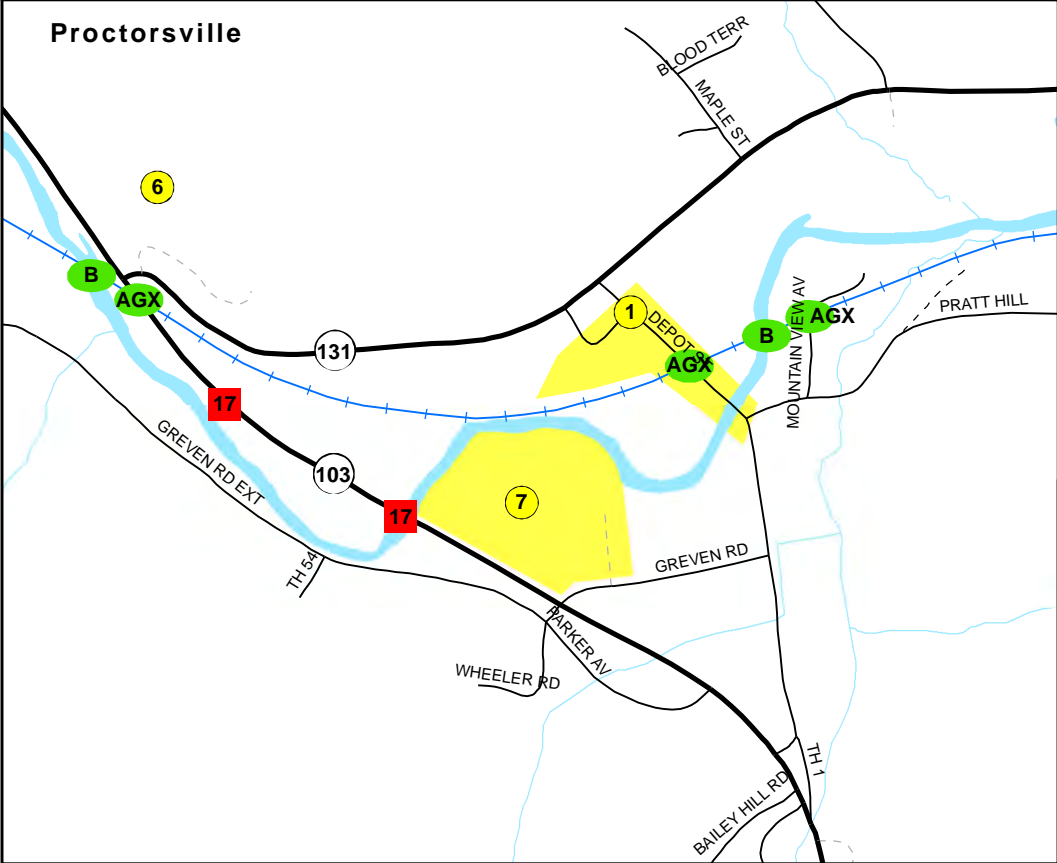 Proctorsville
BLOOD TERR
MAPLE ST
6
B
AGX
131
1
DEPOT ST
AGX
B
MOUNTAIN VIEW AV
AGX
PRATT HILL
17
GREVEN RD EXT
103
17
7
TH 54
GREVEN RD
PARKER AV
WHEELER RD
TH 1
BAILEY HILL RD